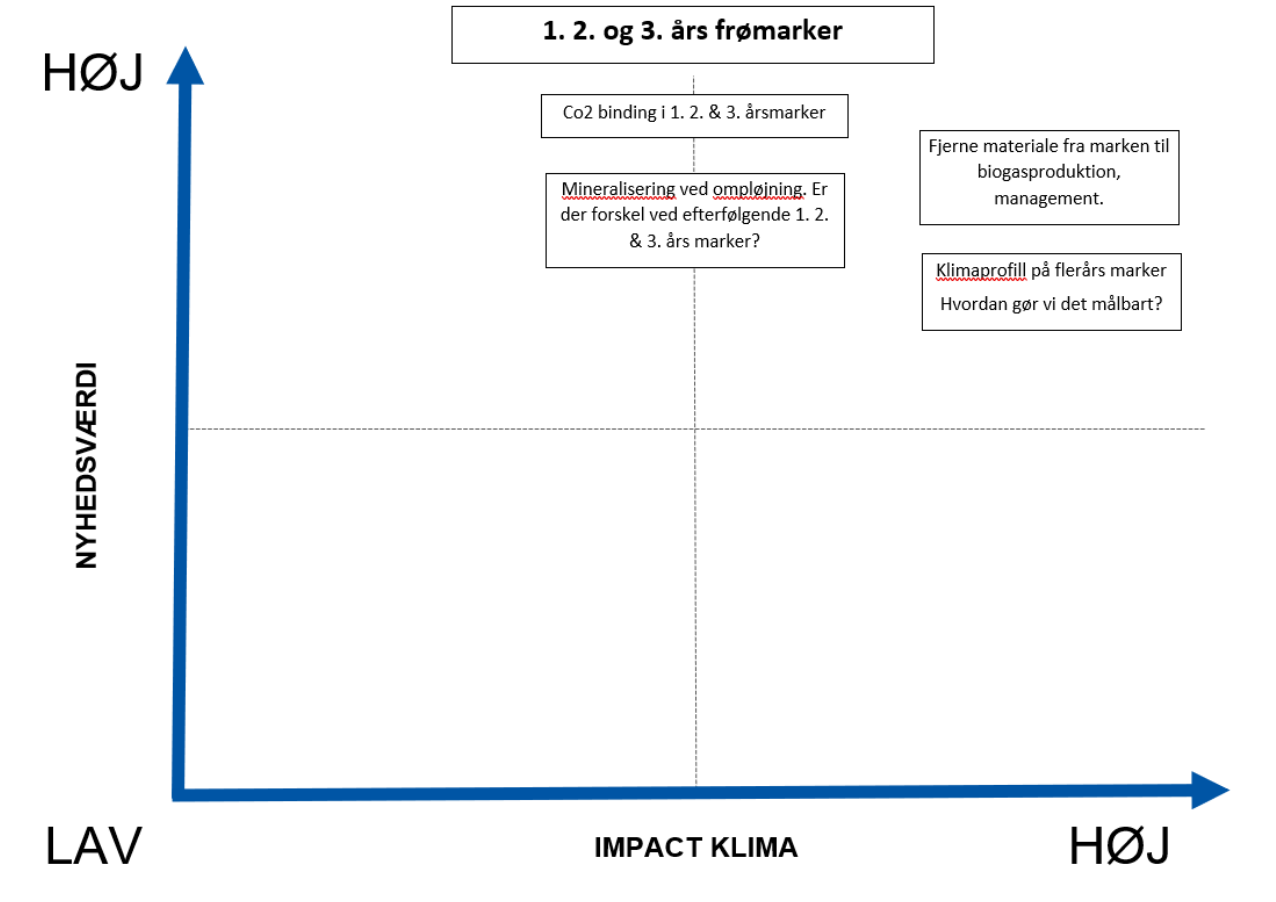 1. 2. og 3. års frømarker
HØJ
Co2 binding i 1. 2. & 3. årsmarker
Fjerne materiale fra marken til
biogasproduktion,
management.
Mineralisering ved ompløjning. Er
der forskel ved efterfølgende 1. 2.
& 3. års marker?
Klimaprofill på flerårs marker
Hvordan gør vi det målbart?
NYHEDSVÆRDI
LAV
IMPACT KLIMA
HØJ